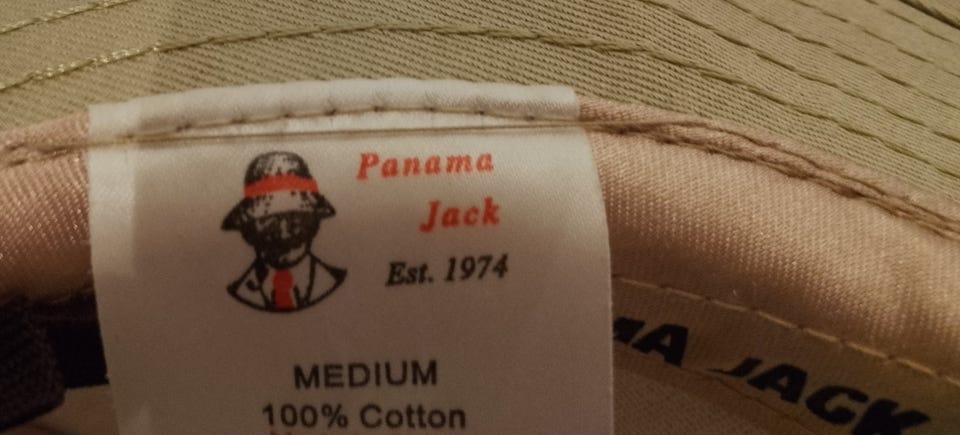 Panama
Jack
Est. 1974
MEDIUM
100% Cotton
MA JACK